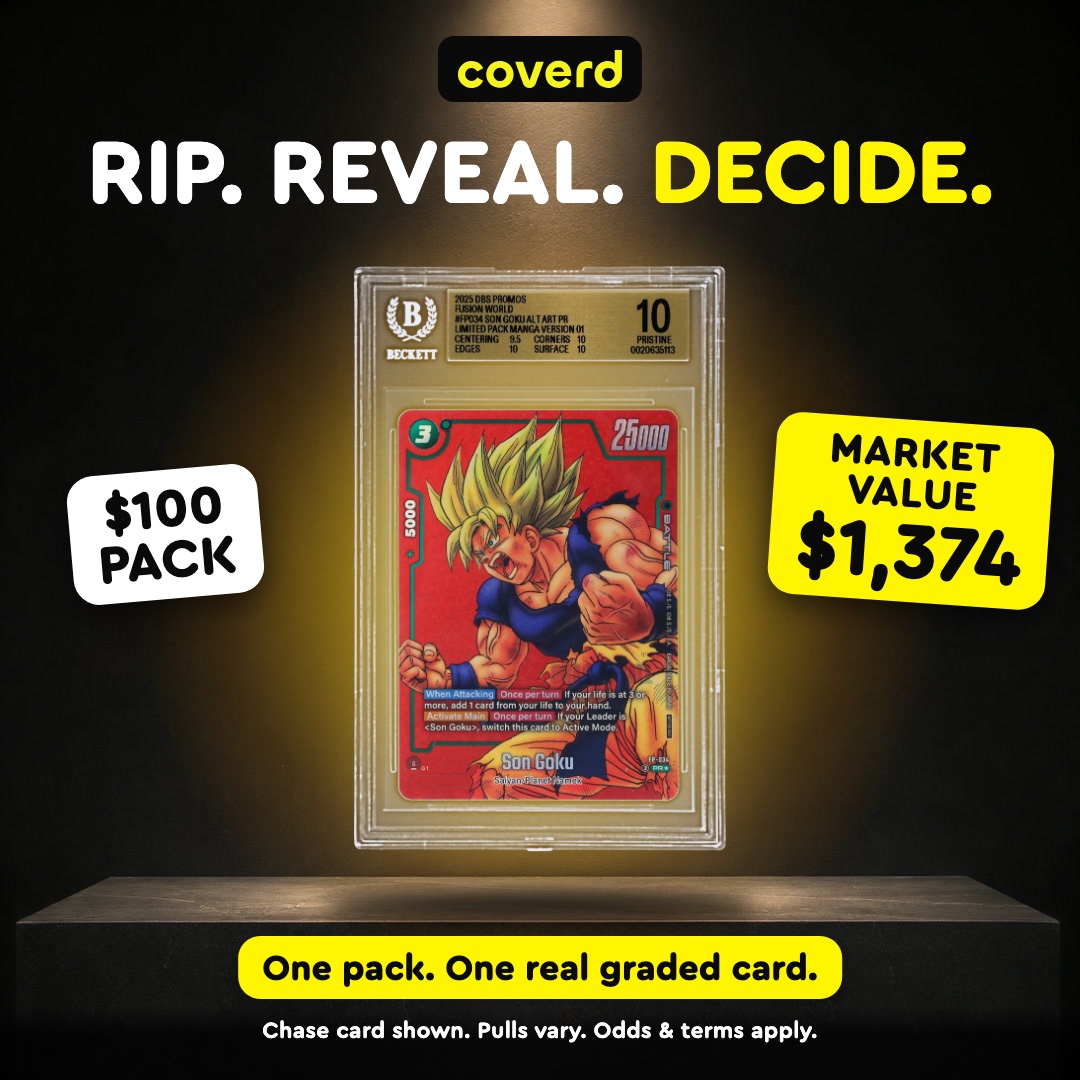 coverd
RIP. REVEAL. DECIDE.
B
BECKETT
2025 DBS PROMOS
FUSION WORLD
#FP034 SON GOKU ALT ART PR
LIMITED PACK MANGA VERSION 01
CENTERING 9.5 CORNERS 10
EDGES 10 SURFACE 10
10
PRISTINE
0020635113
3
25000
5000
BATTLE
$100
PACK
MARKET
VALUE
$1,374
When Attacking Once per turn If your life is at 3 or
more, add 1 card from your life to your hand.
Activate Main Once per turn If your Leader is
<Son Goku>, switch this card to Active Mode.
G G1
Son Goku
Saiyan, Planet Namek
FP-034
PR★
One pack. One real graded card.
Chase card shown. Pulls vary. Odds & terms apply.